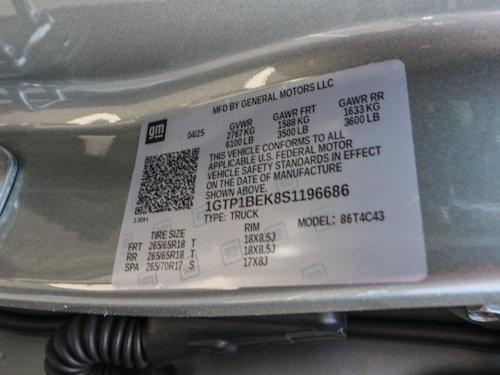 MFD BY GENERAL MOTORS LLC
gm 04/25 GVWR GAWR FRT GAWR RR
2767 KG 1588 KG 1633 KG
6100 LB 3500 LB 3600 LB
THIS VEHICLE CONFORMS TO ALL
APPLICABLE U.S. FEDERAL MOTOR
VEHICLE SAFETY STANDARDS IN EFFECT
ON THE DATE OF MANUFACTURE
SHOWN ABOVE.
1GTP1BEK8S1196686
TYPE: TRUCK MODEL: 86T4C43
TIRE SIZE RIM
FRT 265/65R18 T 18X8.5J
RR 265/65R18 T 18X8.5J
SPA 265/70R17 S 17X8J